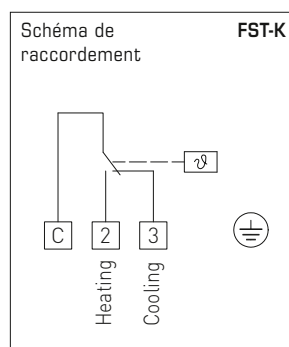 Schéma de
raccordement
FST-K
ϑ
C
2
3
Heating
Cooling